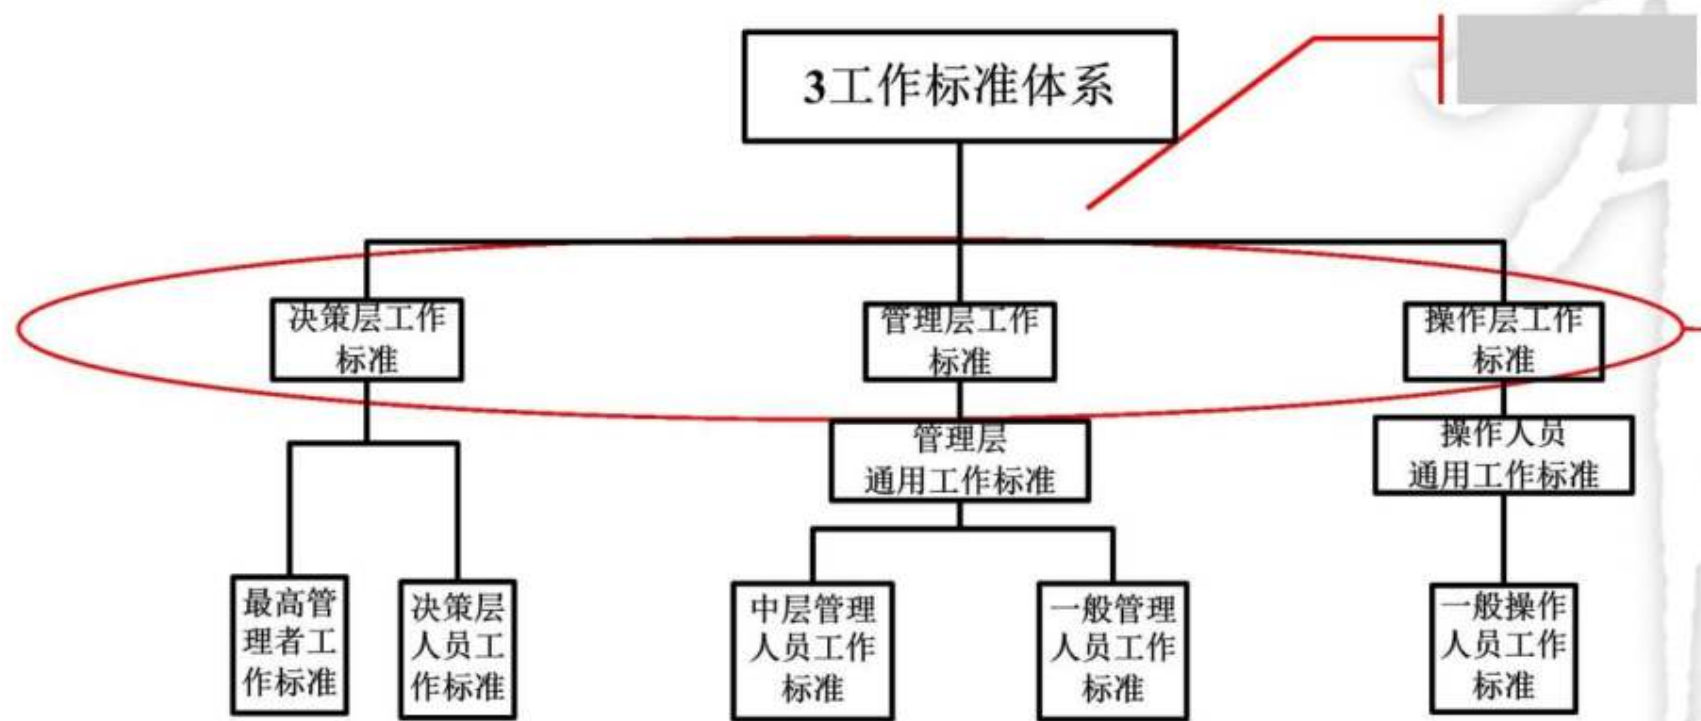 3工作标准体系
决策层工作
标准
管理层工作
标准
操作层工作
标准
管理层
通用工作标准
操作人员
通用工作标准
最高管
理者工
作标准
决策层
人员工
作标准
中层管理
人员工作
标准
一般管理
人员工作
标准
一般操作
人员工作
标准